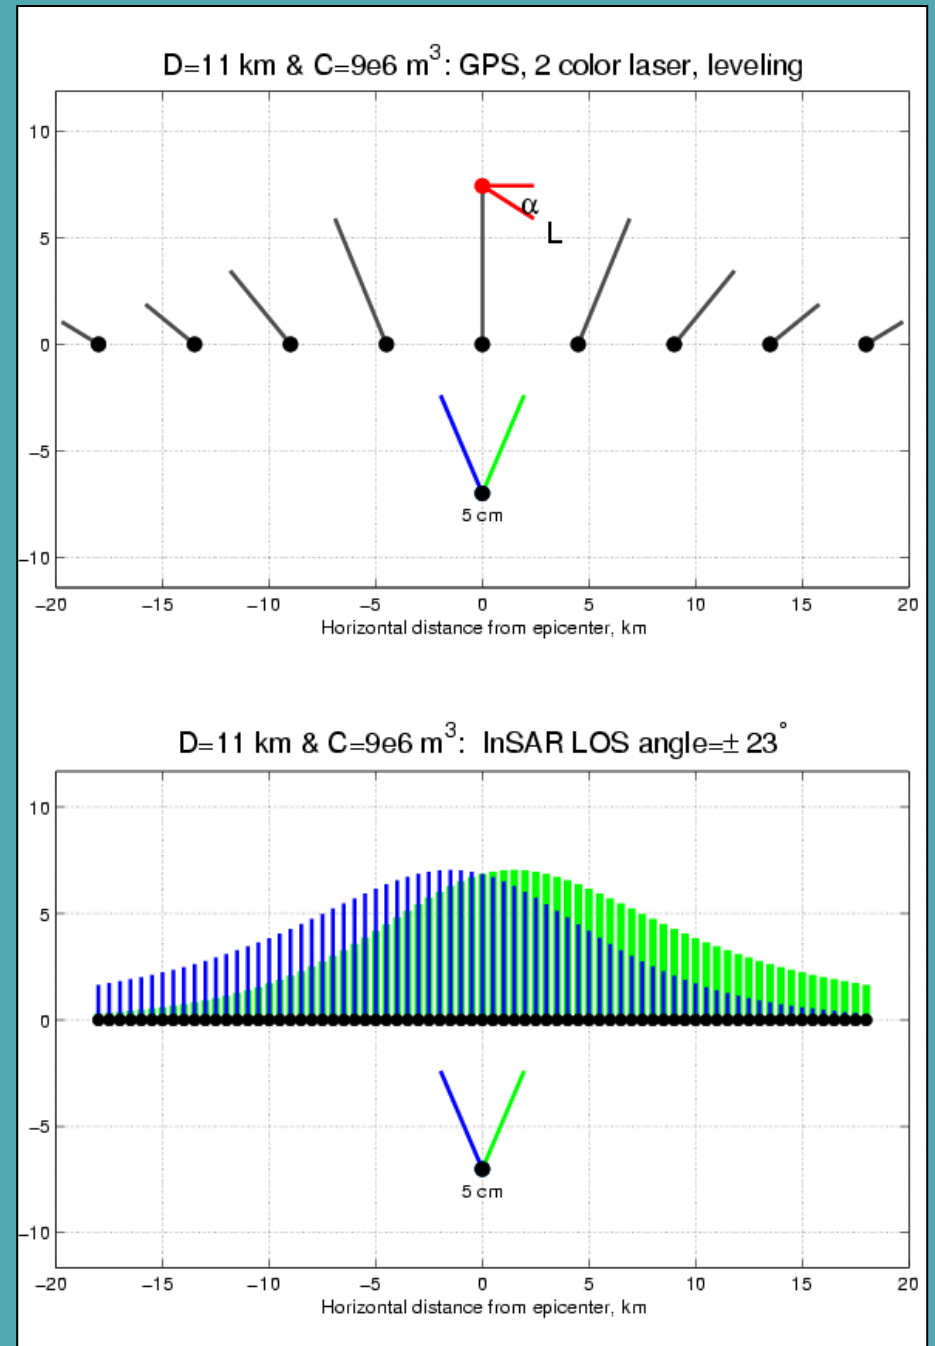 D=11 km & C=9e6 m³: GPS, 2 color laser, leveling
10
α
5
L
0
−5
5 cm
−10
−20 −15 −10 −5 0 5 10 15 20
Horizontal distance from epicenter, km
D=11 km & C=9e6 m³: InSAR LOS angle=± 23°
10
5
0
−5
5 cm
−10
−20 −15 −10 −5 0 5 10 15 20
Horizontal distance from epicenter, km